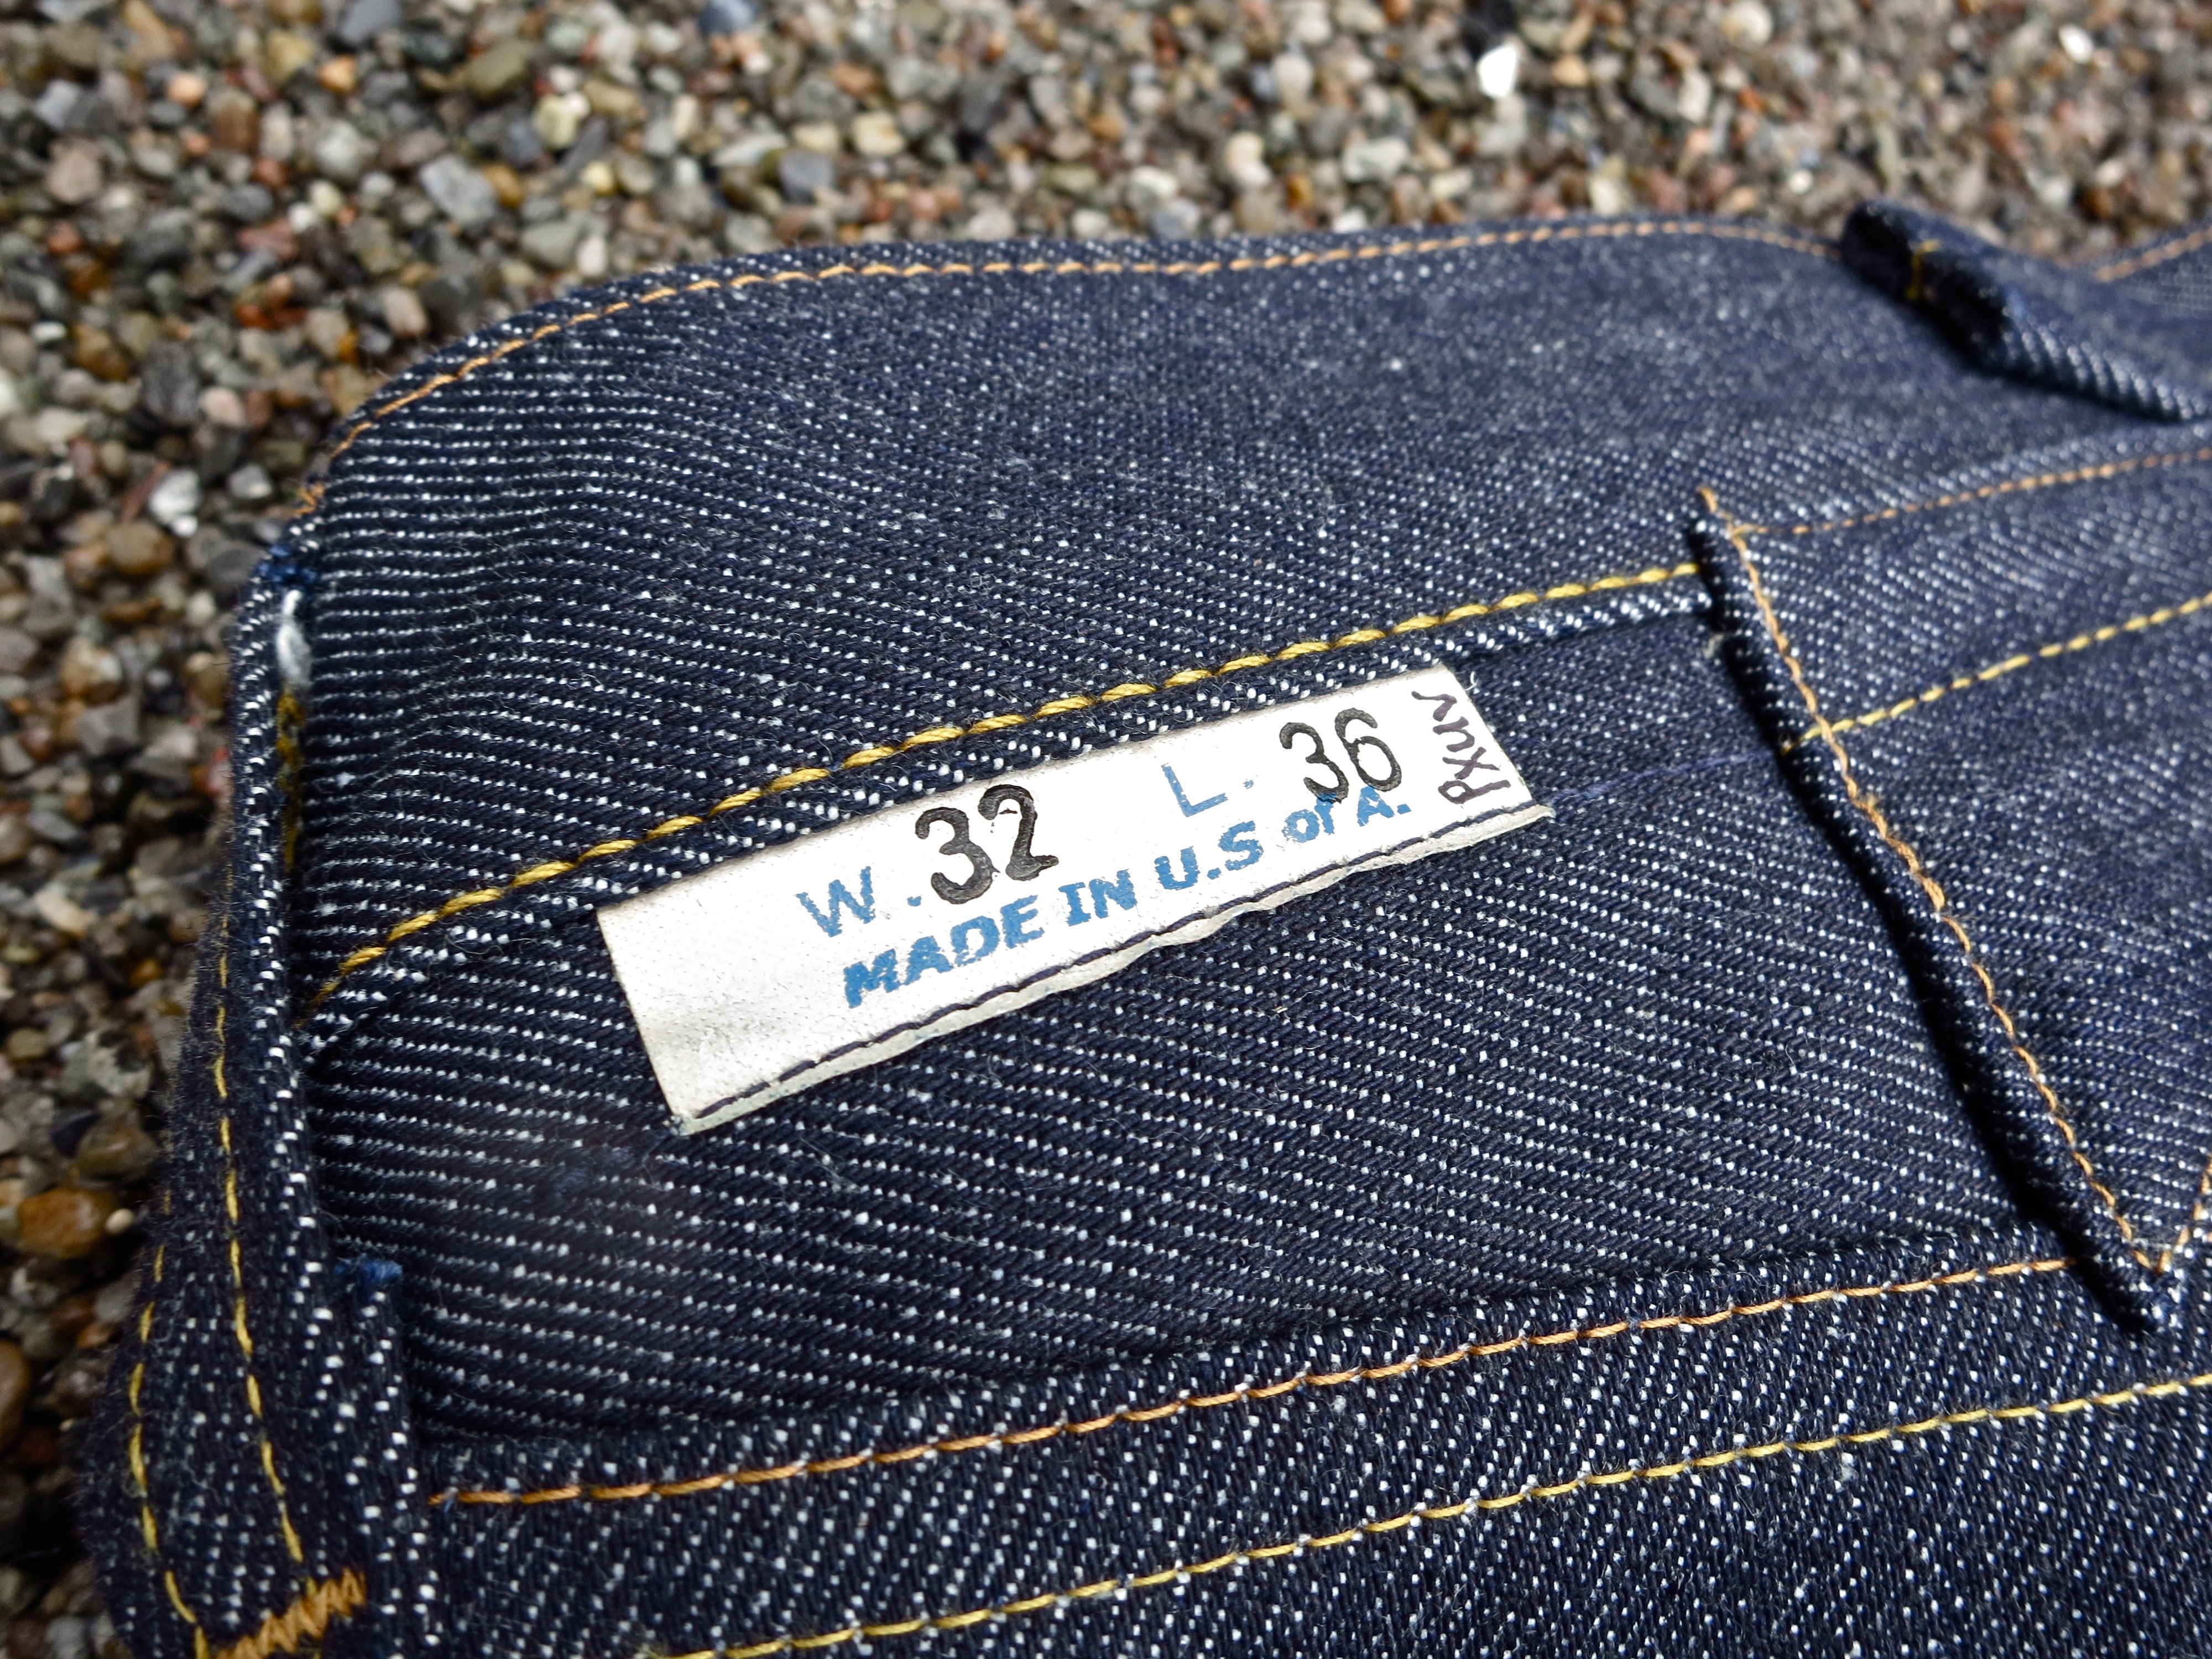 W. 32 L. 36
MADE IN U.S of A.